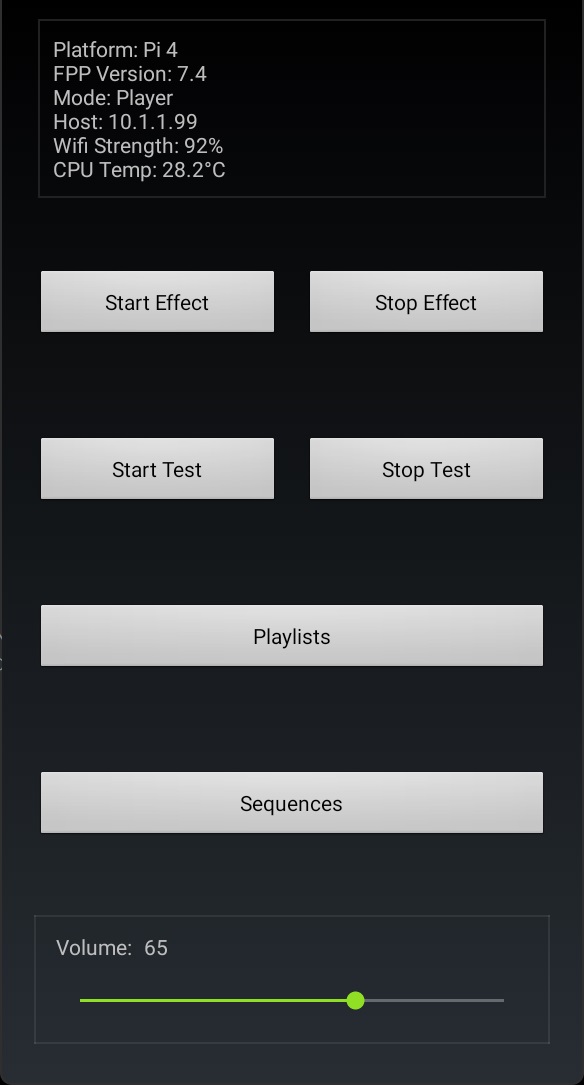 Platform: Pi 4
FPP Version: 7.4
Mode: Player
Host: 10.1.1.99
Wifi Strength: 92%
CPU Temp: 28.2°C
Start Effect
Stop Effect
Start Test
Stop Test
Playlists
Sequences
Volume: 65